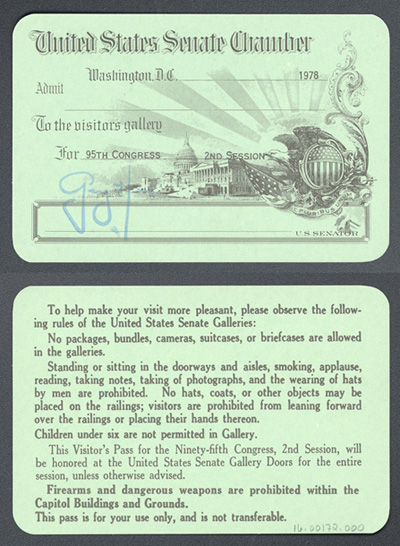 United States Senate Chamber
Washington, D.C. 1978
Admit
To the visitors gallery
For 95TH CONGRESS 2ND SESSION
PLURIBUS
U.S. SENATOR
To help make your visit more pleasant, please observe the follow-
ing rules of the United States Senate Galleries:
No packages, bundles, cameras, suitcases, or briefcases are allowed
in the galleries.
Standing or sitting in the doorways and aisles, smoking, applause,
reading, taking notes, taking of photographs, and the wearing of hats
by men are prohibited. No hats, coats, or other objects may be
placed on the railings; visitors are prohibited from leaning forward
over the railings or placing their hands thereon.
Children under six are not permitted in Gallery.
This Visitor's Pass for the Ninety-fifth Congress, 2nd Session, will
be honored at the United States Senate Gallery Doors for the entire
session, unless otherwise advised.
Firearms and dangerous weapons are prohibited within the
Capitol Buildings and Grounds.
This pass is for your use only, and is not transferable.
16.00172.000